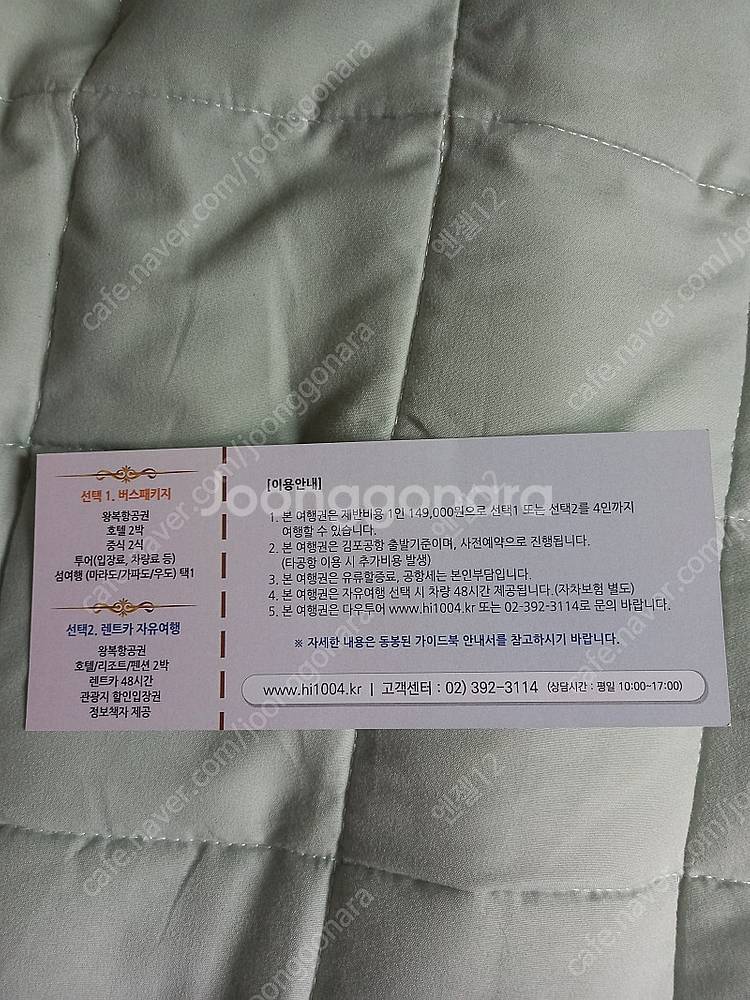 선택 1. 버스패키지
왕복항공권
호텔 2박
중식 2식
투어(입장료, 차량료 등)
섬여행 (마라도/가파도/우도) 택1
선택2. 렌트카 자유여행
왕복항공권
호텔/리조트/펜션 2박
렌트카 48시간
관광지 할인입장권
정보책자 제공
[이용안내]
1. 본 여행권은 제반비용 1인 149,000원으로 선택1 또는 선택2를 4인까지
여행할 수 있습니다.
2. 본 여행권은 김포공항 출발기준이며, 사전예약으로 진행됩니다.
(타공항 이용 시 추가비용 발생)
3. 본 여행권은 유류할증료, 공항세는 본인부담입니다.
4. 본 여행권은 자유여행 선택 시 차량 48시간 제공됩니다.(자차보험 별도)
5. 본 여행권은 다우투어 www.hi1004.kr 또는 02-392-3114로 문의 바랍니다.
※ 자세한 내용은 동봉된 가이드북 안내서를 참고하시기 바랍니다.
www.hi1004.kr | 고객센터 : 02) 392-3114 (상담시간 : 평일 10:00~17:00)
Joonggonara
cafe.naver.com/joonggonara
엔젤12